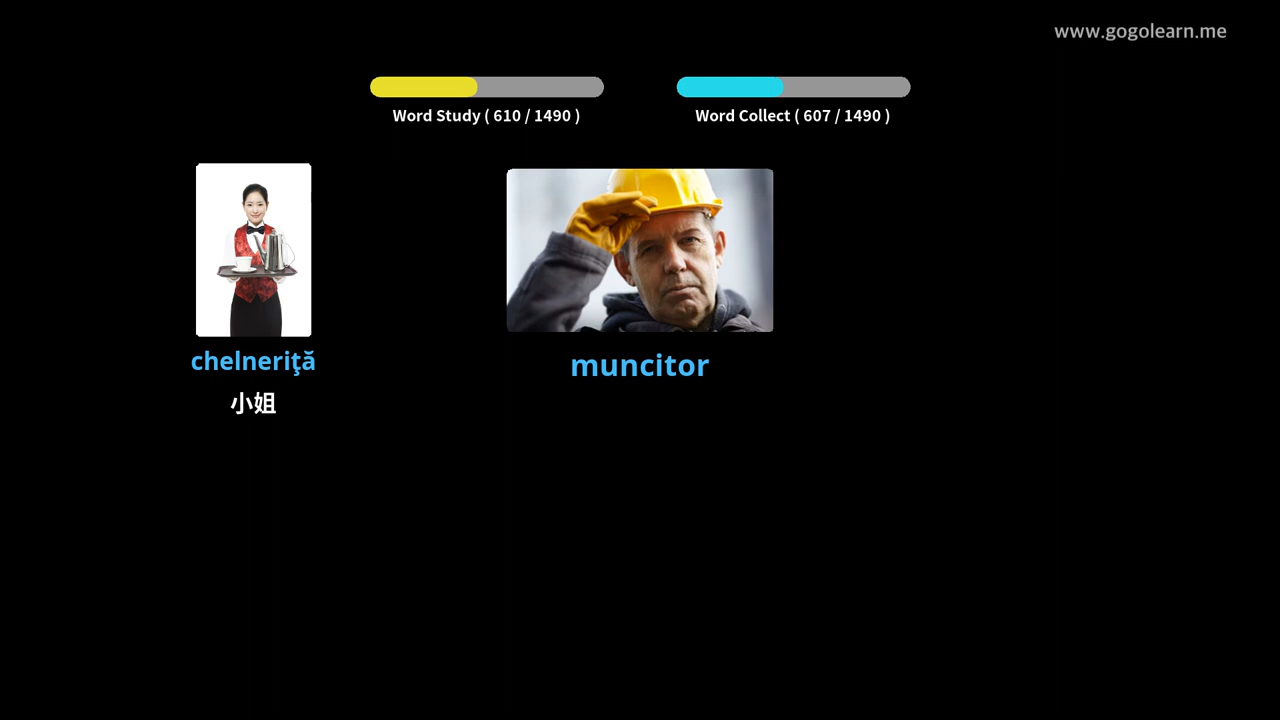 www.gogolearn.me
Word Study ( 610 / 1490 )
Word Collect ( 607 / 1490 )
chelneriţă
muncitor
小姐